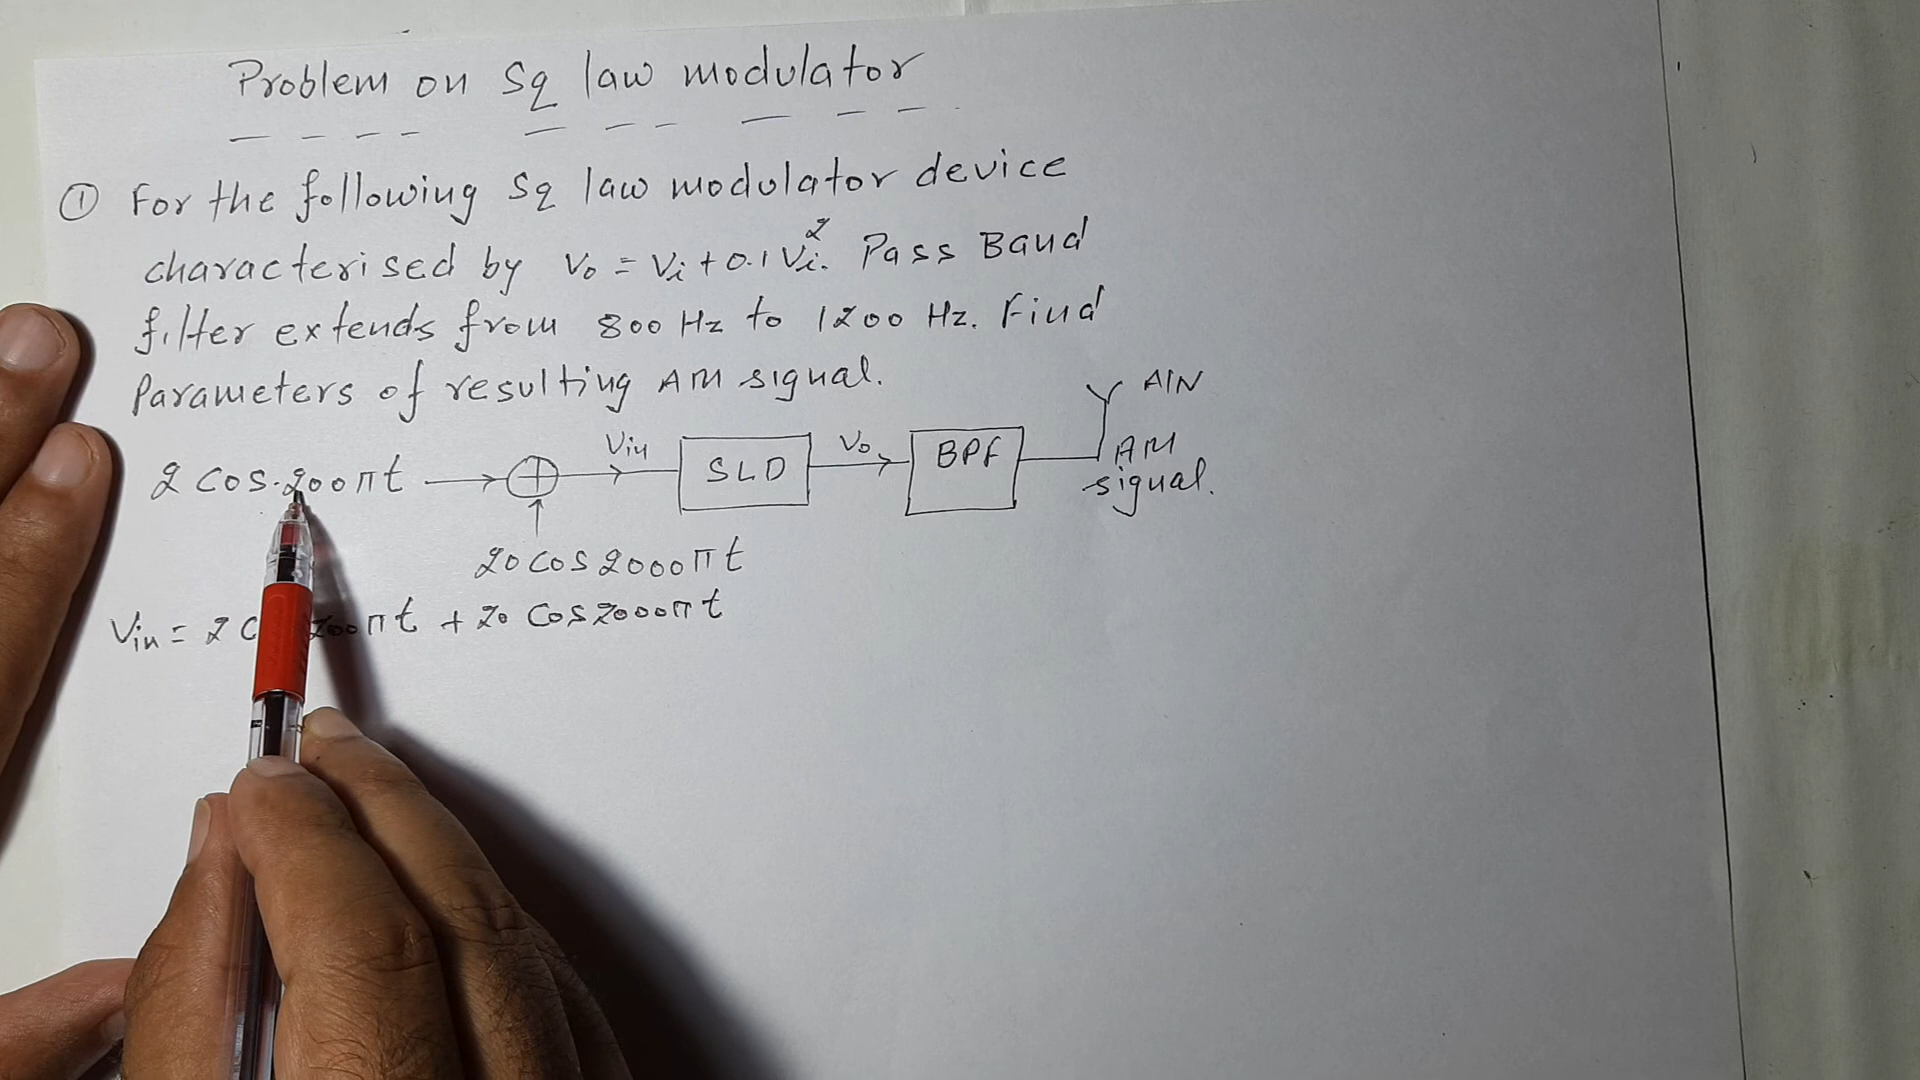 Problem on Sq law modulator
① For the following Sq law modulator device
characterised by V₀ = Vᵢ + 0.1 Vᵢ². Pass Band
filter extends from 800 Hz to 1200 Hz. Find
Parameters of resulting AM signal.
2 cos 200πt
Vin
SLD
V₀
BPF
AIN
AM
signal.
20 cos 2000πt
Vin = 2 C 200πt + 20 Cos 2000πt